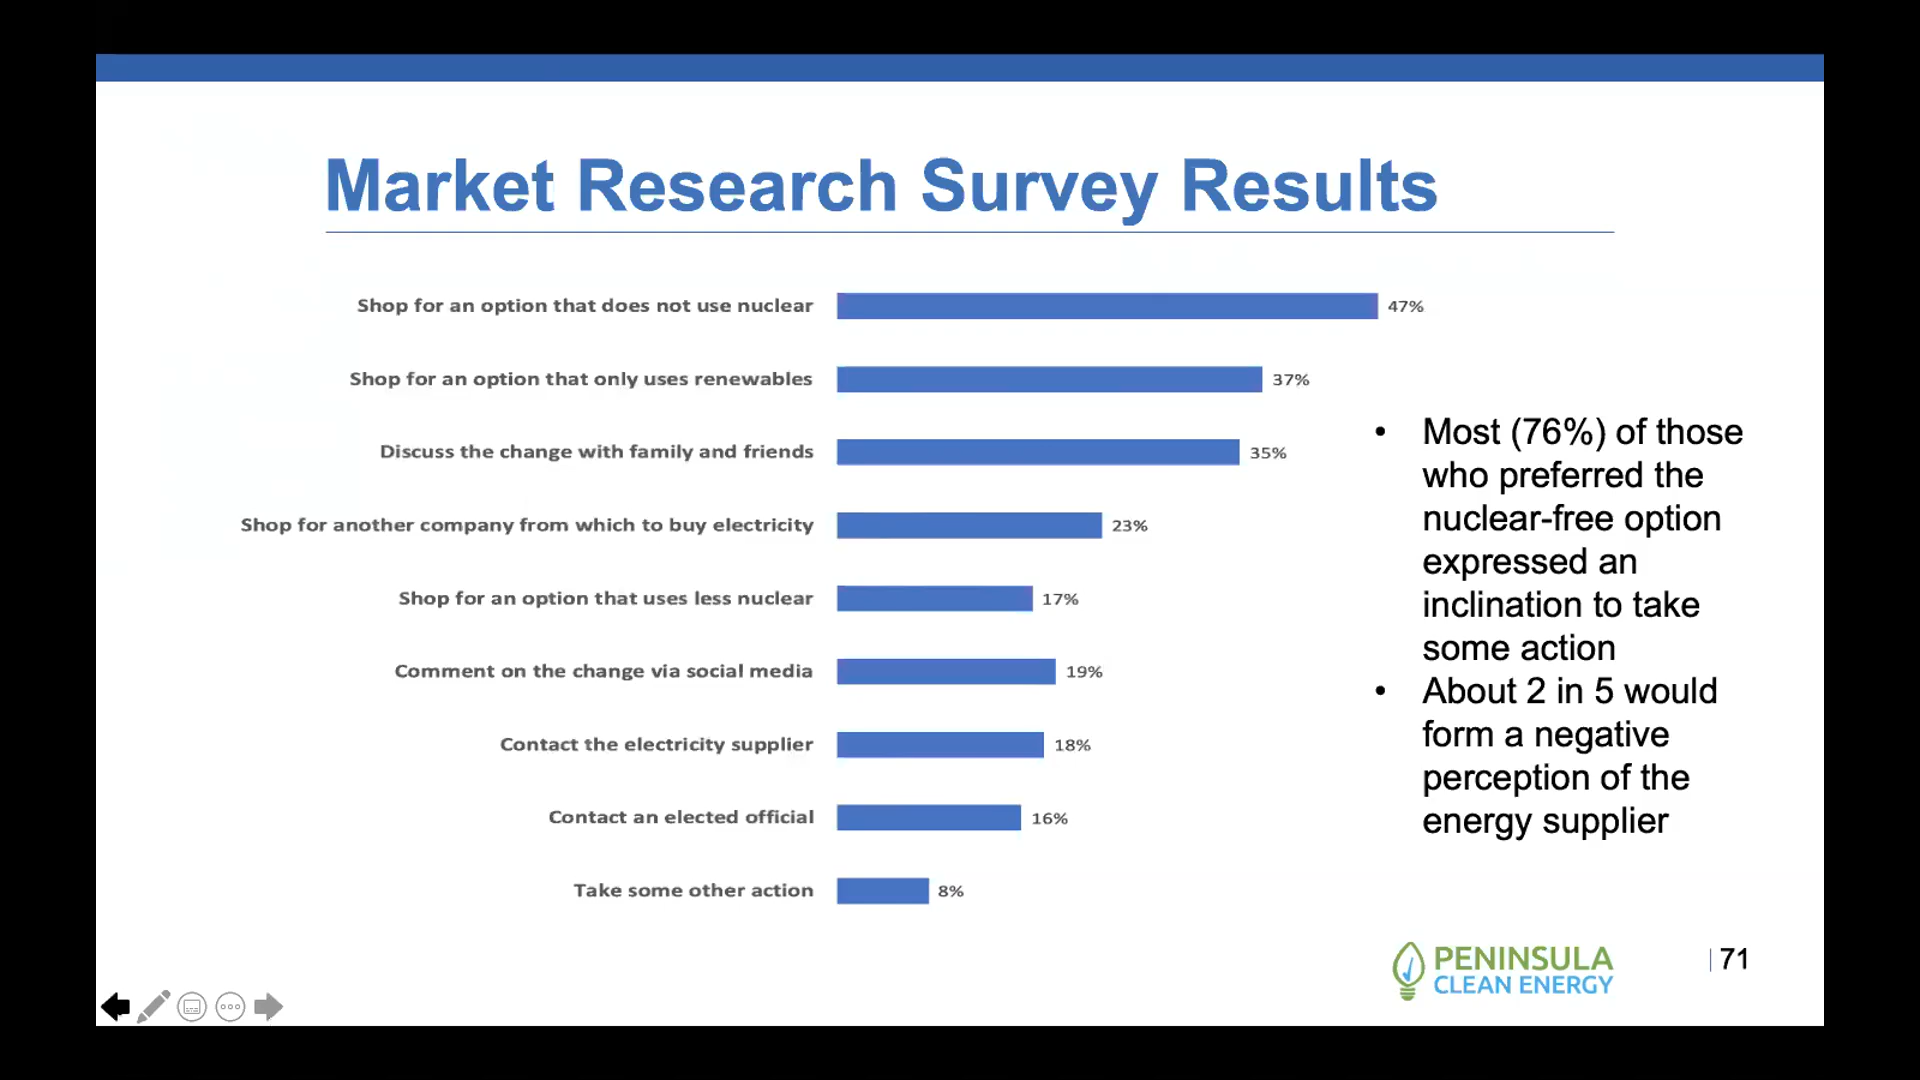 Market Research Survey Results
Shop for an option that does not use nuclear 47%
Shop for an option that only uses renewables 37%
Discuss the change with family and friends 35%
Shop for another company from which to buy electricity 23%
Shop for an option that uses less nuclear 17%
Comment on the change via social media 19%
Contact the electricity supplier 18%
Contact an elected official 16%
Take some other action 8%
• Most (76%) of those
who preferred the
nuclear-free option
expressed an
inclination to take
some action
• About 2 in 5 would
form a negative
perception of the
energy supplier
PENINSULA
CLEAN ENERGY
| 71